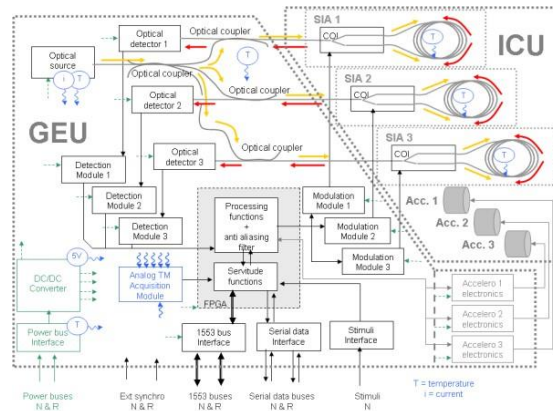 SIA 1
ICU
COI
T
SIA 2
COI
T
SIA 3
COI
T
Optical
detector 1
Optical coupler
Optical
source
i
T
Optical coupler
T
Optical coupler
Optical
detector 2
GEU
Optical
detector 3
Optical coupler
Detection
Module 1
Detection
Module 2
Detection
Module 3
Processing
functions
+
anti aliasing
filter
Servitude
functions
FPGA
Modulation
Module 1
Modulation
Module 2
Modulation
Module 3
Acc. 1
Acc. 2
Acc. 3
5V
DC/DC
Converter
T
Power bus
Interface
Analog TM
Acquisition
Module
1553 bus
Interface
Serial data
Interface
Stimuli
Interface
Accelero 1
electronics
Accelero 2
electronics
Accelero 3
electronics
Power buses
N & R
Ext synchro
N & R
1553 buses
N & R
Serial data buses
N & R
Stimuli
N
T = temperature
i = current